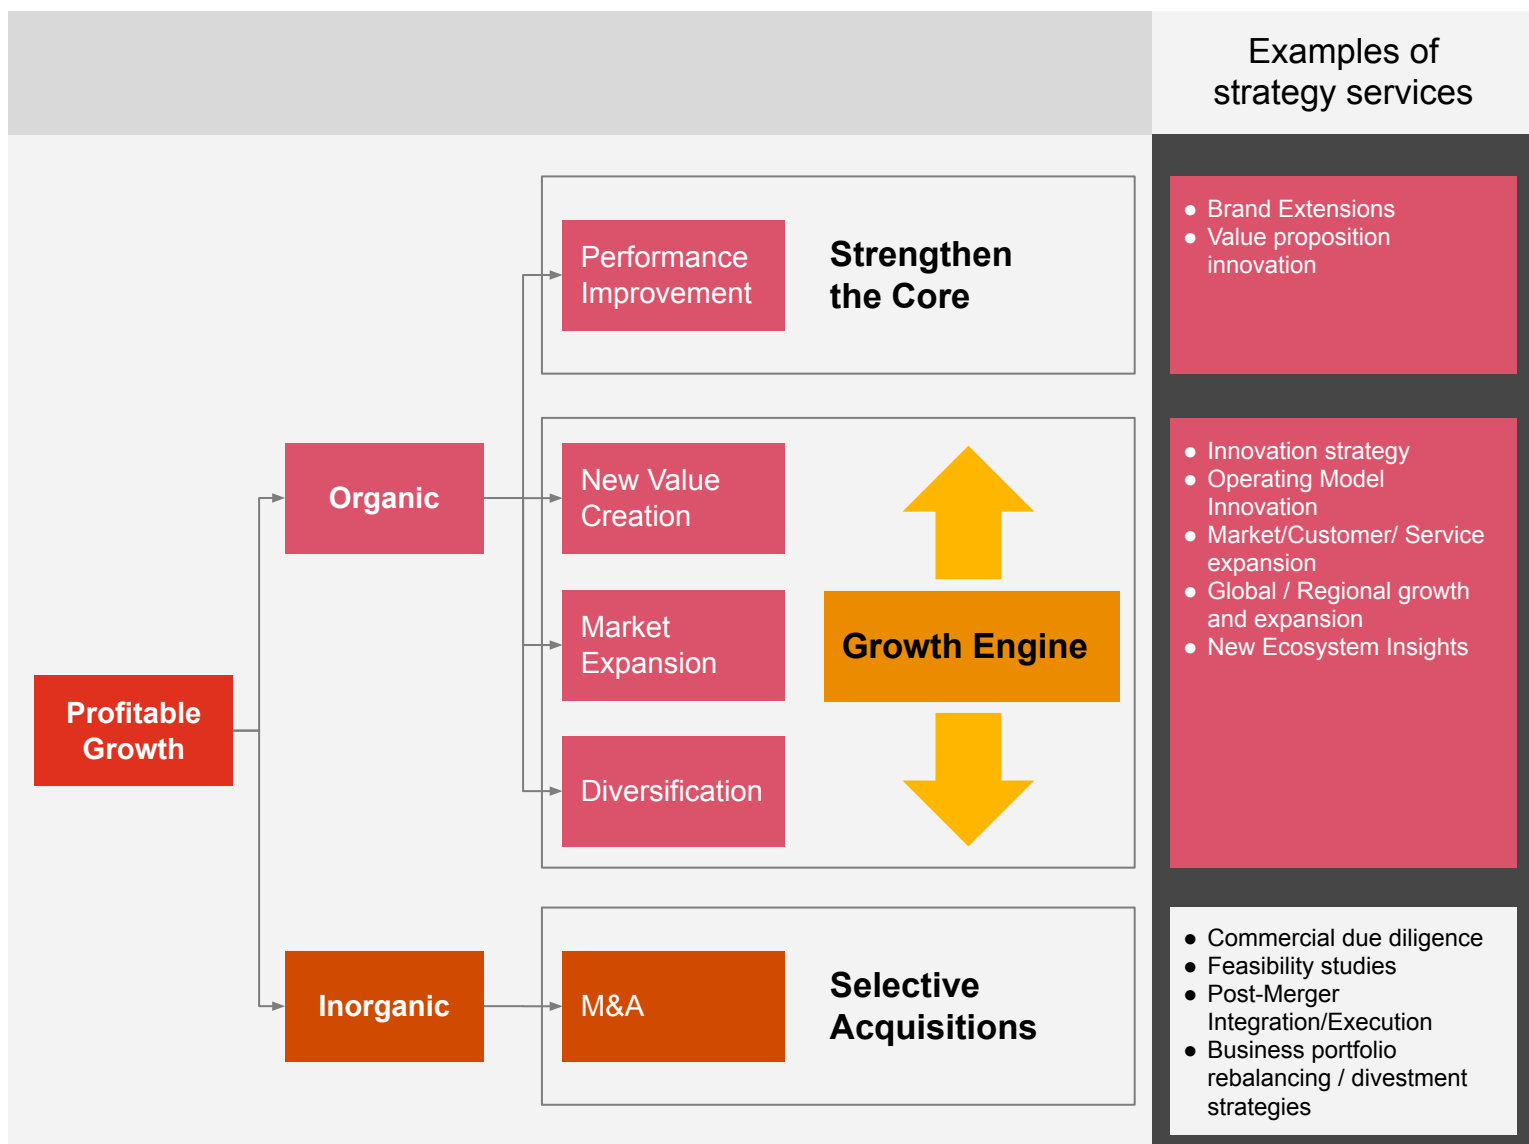 Examples of
strategy services
Performance
Improvement
Strengthen
the Core
● Brand Extensions
● Value proposition
innovation
Organic
New Value
Creation
Market
Expansion
Diversification
Growth Engine
● Innovation strategy
● Operating Model
Innovation
● Market/Customer/ Service
expansion
● Global / Regional growth
and expansion
● New Ecosystem Insights
Profitable
Growth
Inorganic
M&A
Selective
Acquisitions
● Commercial due diligence
● Feasibility studies
● Post-Merger
Integration/Execution
● Business portfolio
rebalancing / divestment
strategies